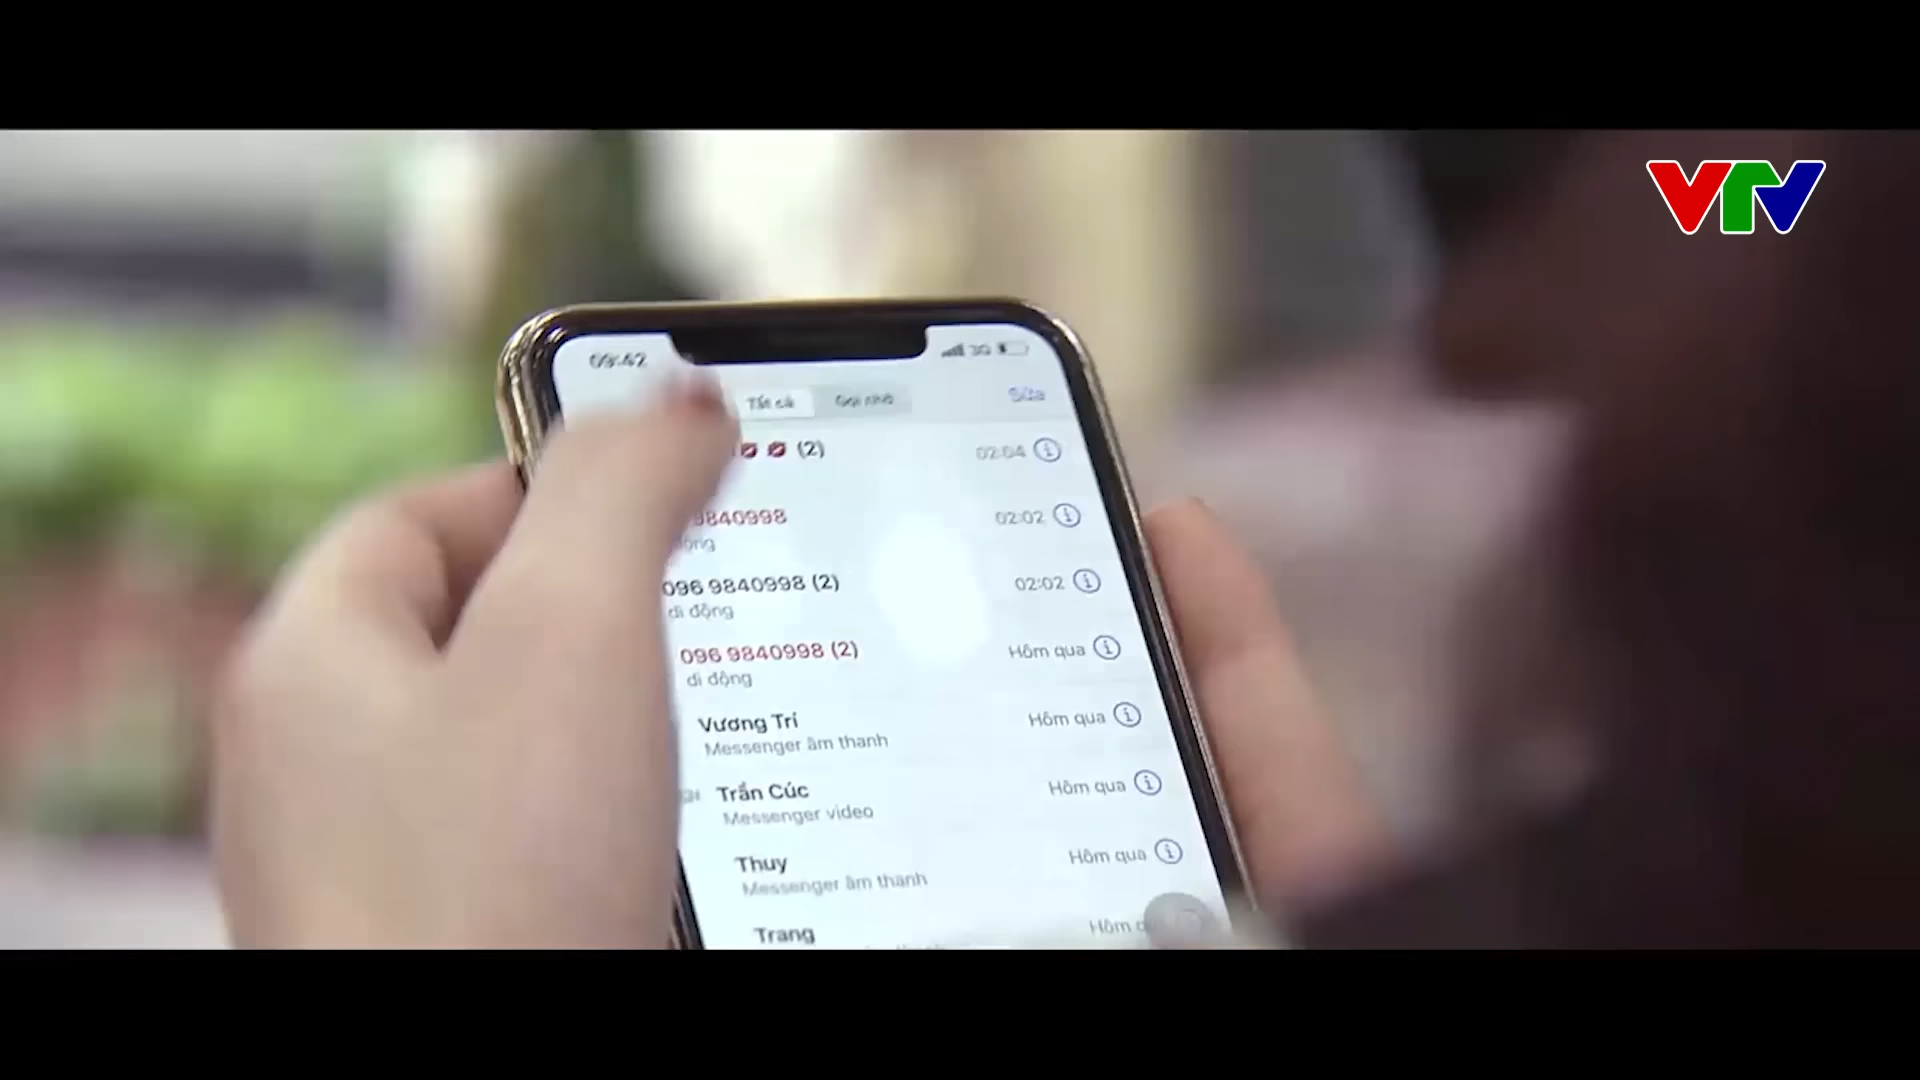 VTV
09:42
3G
Tất cả Gọi nhỡ Sửa
(2) 02:04
9840998 02:02
động
096 9840998 (2) 02:02
di động
096 9840998 (2) Hôm qua
di động
Vương Trí Hôm qua
Messenger âm thanh
Trần Cúc Hôm qua
Messenger video
Thuy Hôm qua
Messenger âm thanh
Trang Hôm